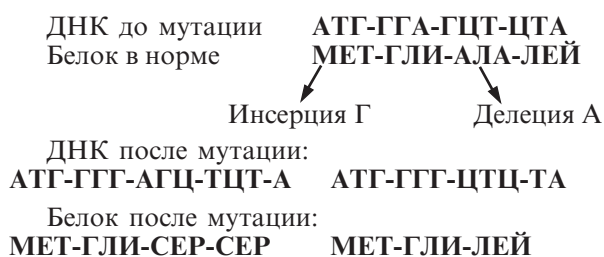 ДНК до мутации АТГ-ГГА-ГЦТ-ЦТА
Белок в норме МЕТ-ГЛИ-АЛА-ЛЕЙ
Инсерция Г Делеция А
ДНК после мутации:
АТГ-ГГГ-АГЦ-ТЦТ-А АТГ-ГГГ-ЦТЦ-ТА
Белок после мутации:
МЕТ-ГЛИ-СЕР-СЕР МЕТ-ГЛИ-ЛЕЙ